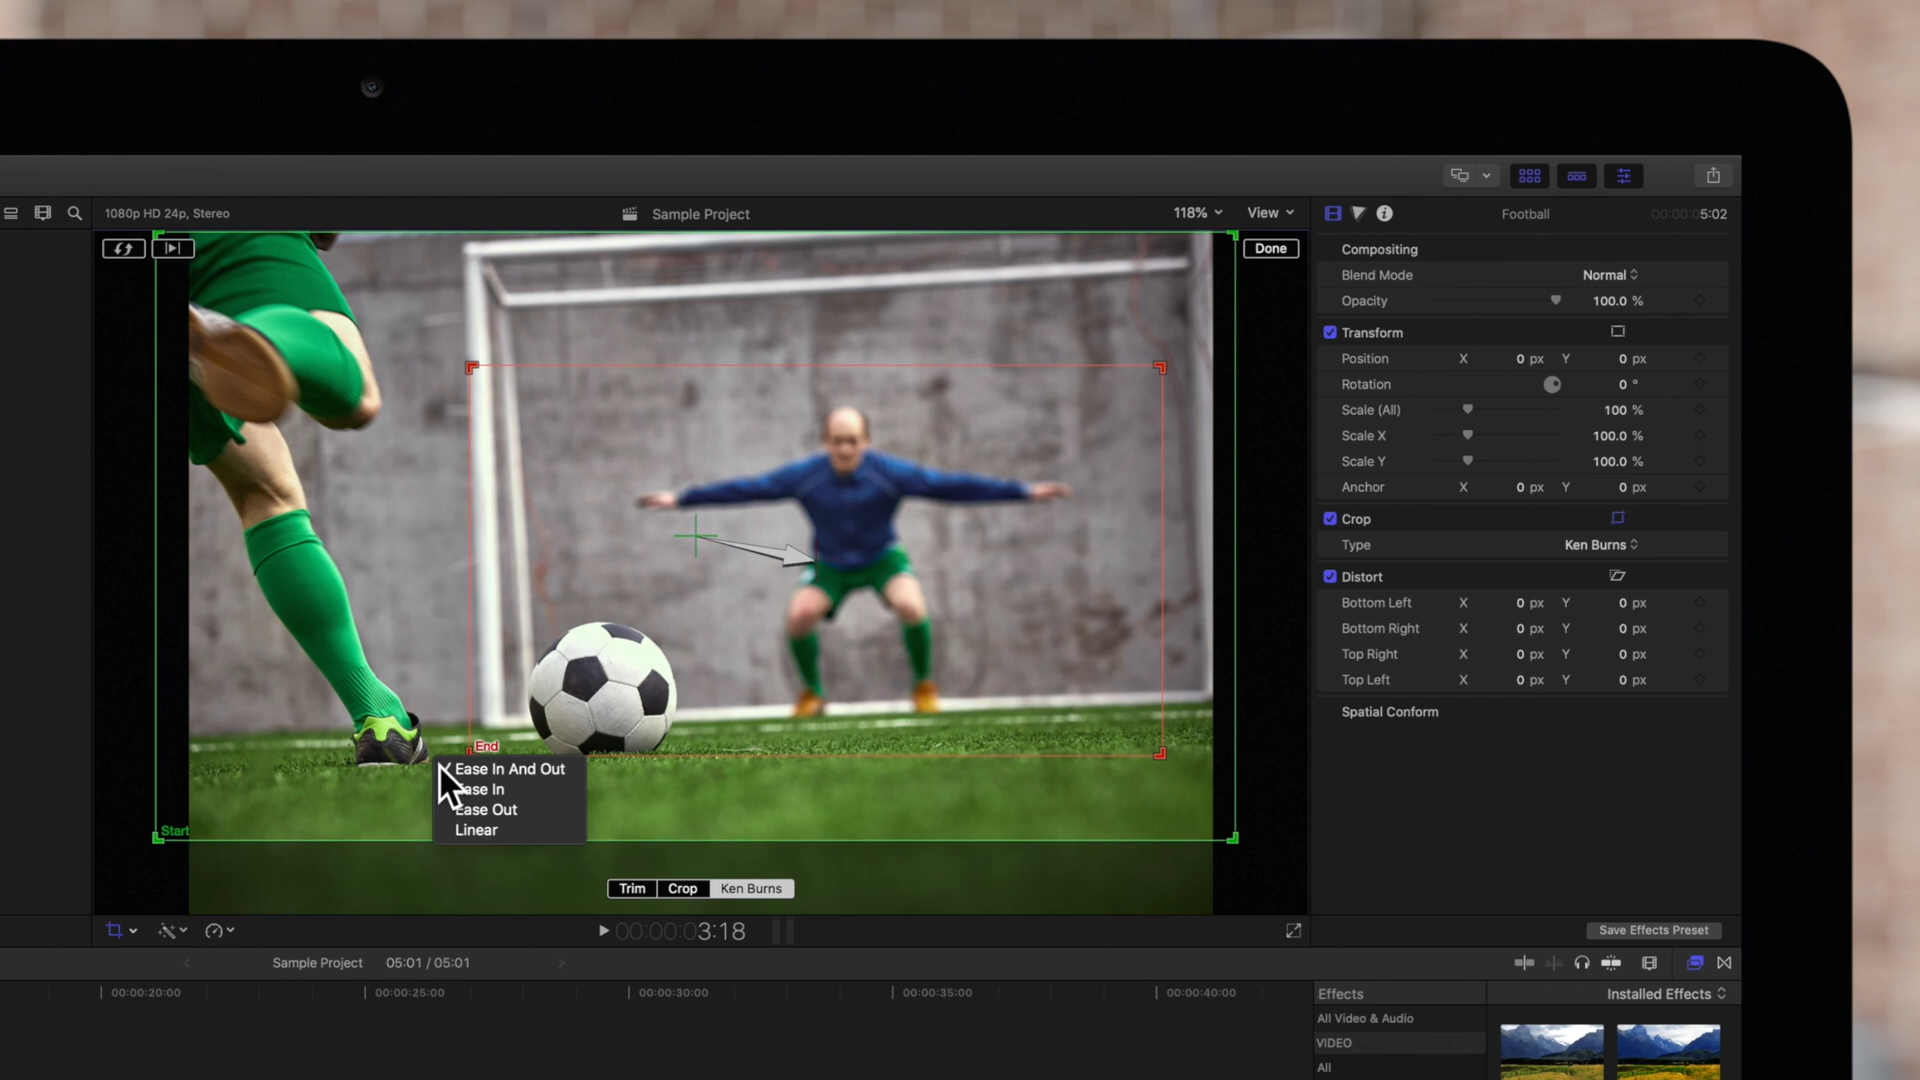 1080p HD 24p, Stereo
Sample Project
118%
View
Football
00:00:05:02
Done
Compositing
Blend Mode
Normal
Opacity
100.0 %
Transform
Position X 0 px Y 0 px
Rotation 0 °
Scale (All) 100 %
Scale X 100.0 %
Scale Y 100.0 %
Anchor X 0 px Y 0 px
Crop
Type Ken Burns
Distort
Bottom Left X 0 px Y 0 px
Bottom Right X 0 px Y 0 px
Top Right X 0 px Y 0 px
Top Left X 0 px Y 0 px
Spatial Conform
End
Ease In And Out
Ease In
Ease Out
Linear
Start
Trim Crop Ken Burns
00:00:03:18
Save Effects Preset
Sample Project 05:01 / 05:01
00:00:20:00 00:00:25:00 00:00:30:00 00:00:35:00 00:00:40:00
Effects
Installed Effects
All Video & Audio
VIDEO
All